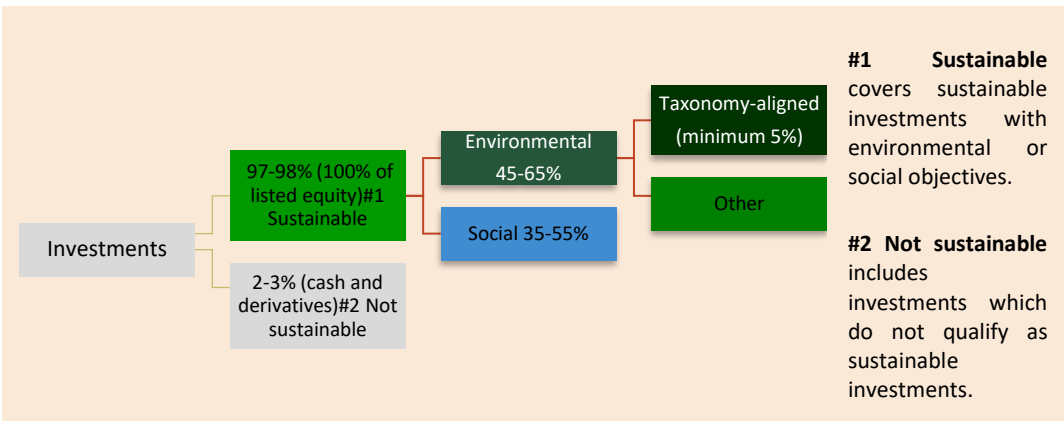 Investments
97-98% (100% of
listed equity)#1
Sustainable
2-3% (cash and
derivatives)#2 Not
sustainable
Environmental
45-65%
Social 35-55%
Taxonomy-aligned
(minimum 5%)
Other
#1 Sustainable
covers sustainable
investments with
environmental or
social objectives.
#2 Not sustainable
includes
investments which
do not qualify as
sustainable
investments.